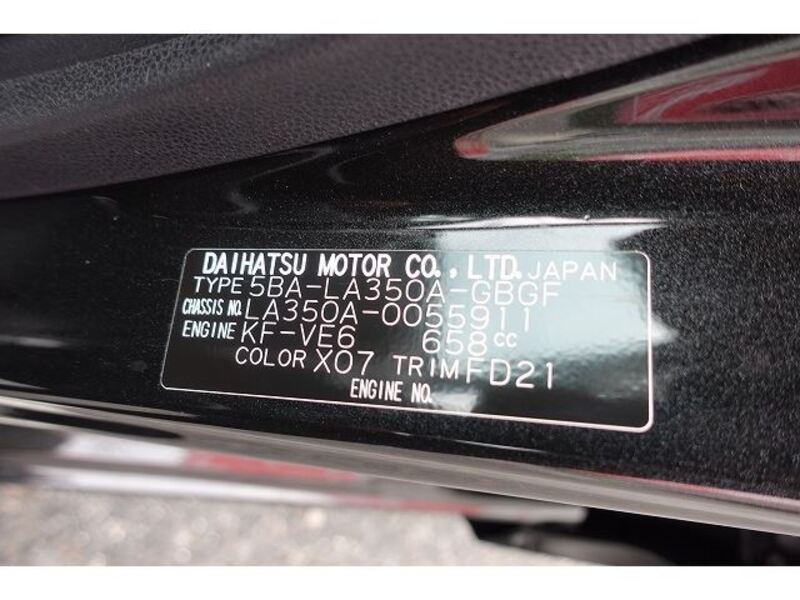 DAIHATSU MOTOR CO., LTD. JAPAN
TYPE 5BA-LA350A-GBGF
CHASSIS NO. LA350A-0055911
ENGINE KF-VE6 658cc
COLOR X07 TRIM FD21
ENGINE NO.